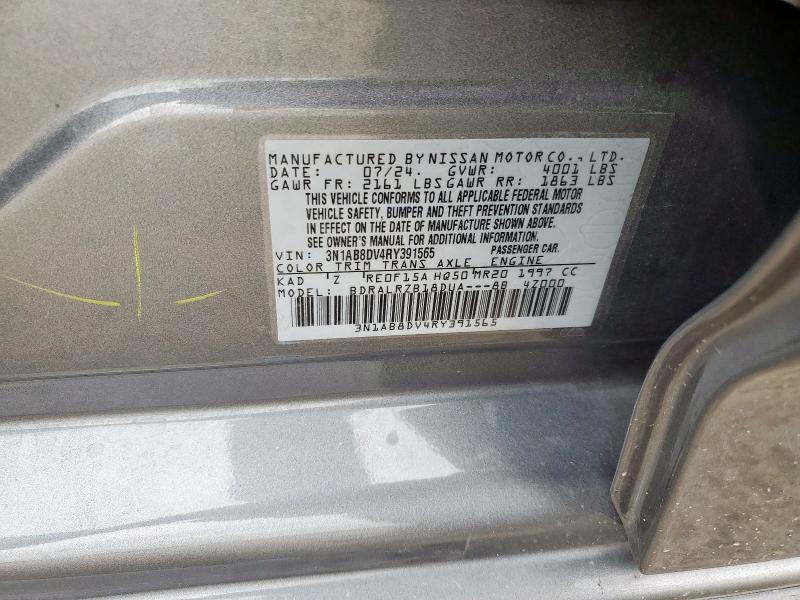 MANUFACTURED BY NISSAN MOTOR CO., LTD.
DATE: 07/24. GVWR: 4001 LBS
GAWR FR: 2161 LBS GAWR RR: 1863 LBS
THIS VEHICLE CONFORMS TO ALL APPLICABLE FEDERAL MOTOR
VEHICLE SAFETY, BUMPER AND THEFT PREVENTION STANDARDS
IN EFFECT ON THE DATE OF MANUFACTURE SHOWN ABOVE.
SEE OWNER'S MANUAL FOR ADDITIONAL INFORMATION.
VIN: 3N1AB8DV4RY391565 PASSENGER CAR.
COLOR TRIM TRANS AXLE ENGINE
KAD Z RE0F15A HQ50 MR20 1997 CC
MODEL: BDRALRZB18DUA---88 47000
3N1AB8DV4RY391565